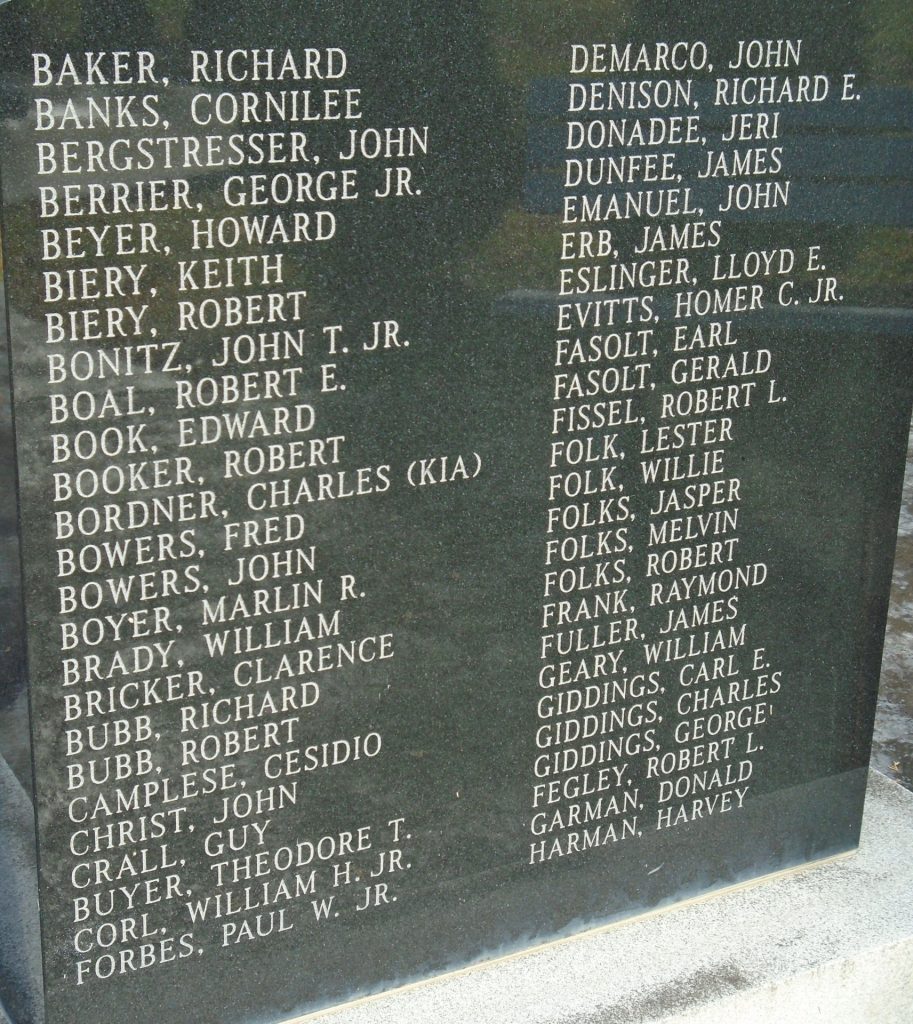 BAKER, RICHARD
BANKS, CORNILEE
BERGSTRESSER, JOHN
BERRIER, GEORGE JR.
BEYER, HOWARD
BIERY, KEITH
BIERY, ROBERT
BONITZ, JOHN T. JR.
BOAL, ROBERT E.
BOOK, EDWARD
BOOKER, ROBERT
BORDNER, CHARLES (KIA)
BOWERS, FRED
BOWERS, JOHN
BOYER, MARLIN R.
BRADY, WILLIAM
BRICKER, CLARENCE
BUBB, RICHARD
BUBB, ROBERT
CAMPLESE, CESIDIO
CHRIST, JOHN
CRALL, GUY
BUYER, THEODORE T.
CORL, WILLIAM H. JR.
FORBES, PAUL W. JR.
DEMARCO, JOHN
DENISON, RICHARD E.
DONADEE, JERI
DUNFEE, JAMES
EMANUEL, JOHN
ERB, JAMES
ESLINGER, LLOYD E.
EVITTS, HOMER C. JR.
FASOLT, EARL
FASOLT, GERALD
FISSEL, ROBERT L.
FOLK, LESTER
FOLK, WILLIE
FOLKS, JASPER
FOLKS, MELVIN
FOLKS, ROBERT
FRANK, RAYMOND
FULLER, JAMES
GEARY, WILLIAM
GIDDINGS, CARL E.
GIDDINGS, CHARLES
GIDDINGS, GEORGE
FEGLEY, ROBERT L.
GARMAN, DONALD
HARMAN, HARVEY